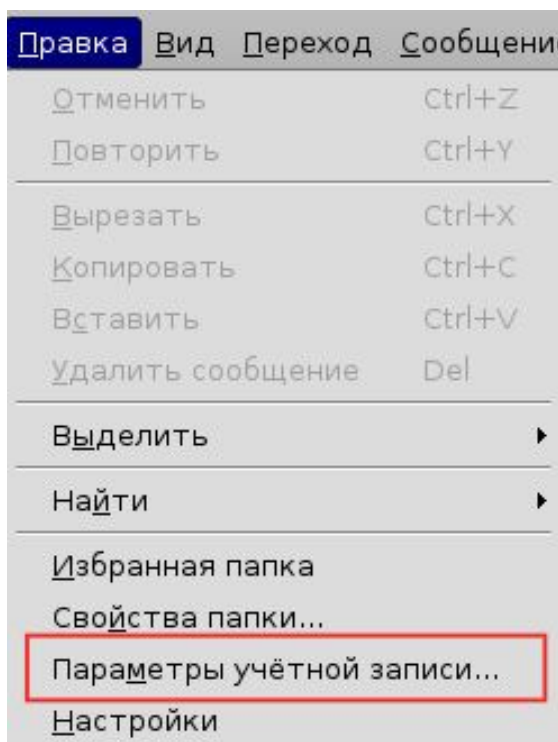 Правка Вид Переход Сообщени
Отменить Ctrl+Z
Повторить Ctrl+Y
Вырезать Ctrl+X
Копировать Ctrl+C
Вставить Ctrl+V
Удалить сообщение Del
Выделить
Найти
Избранная папка
Свойства папки...
Параметры учётной записи...
Настройки